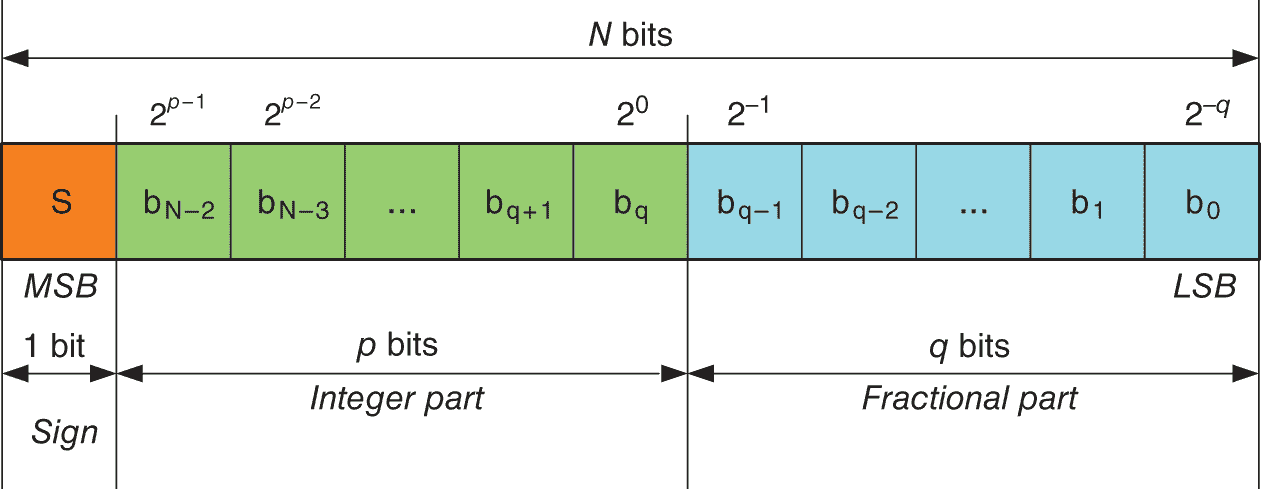 N bits
2^{p−1} 2^{p−2} 2^0 2^{−1} 2^{−q}
S b_{N−2} b_{N−3} ... b_{q+1} b_q b_{q−1} b_{q−2} ... b_1 b_0
MSB LSB
1 bit p bits q bits
Integer part Fractional part
Sign